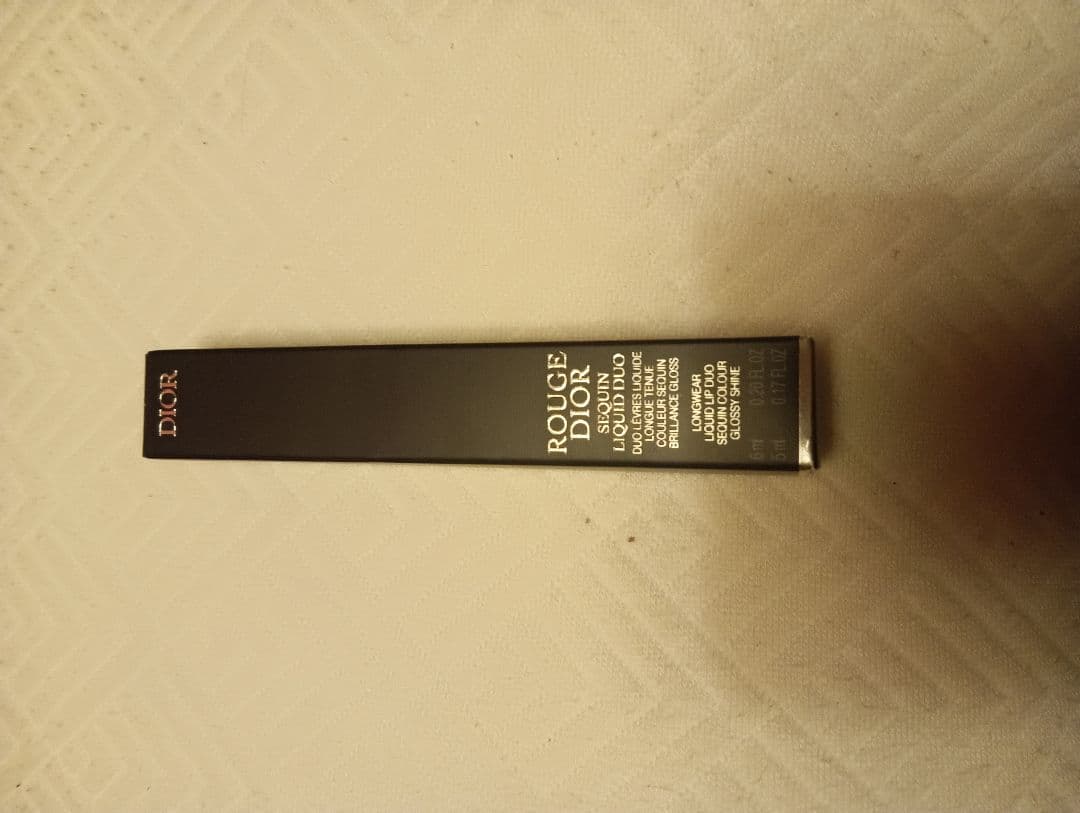 DIOR
ROUGE
DIOR
SEQUIN
LIQUID DUO
DUO LÈVRES LIQUIDE
LONGUE TENUE
COULEUR SEQUIN
BRILLANCE GLOSS
LONGWEAR
LIQUID LIP DUO
SEQUIN COLOUR
GLOSSY SHINE
6 ml 0.20 FL OZ
5 ml 0.17 FL OZ